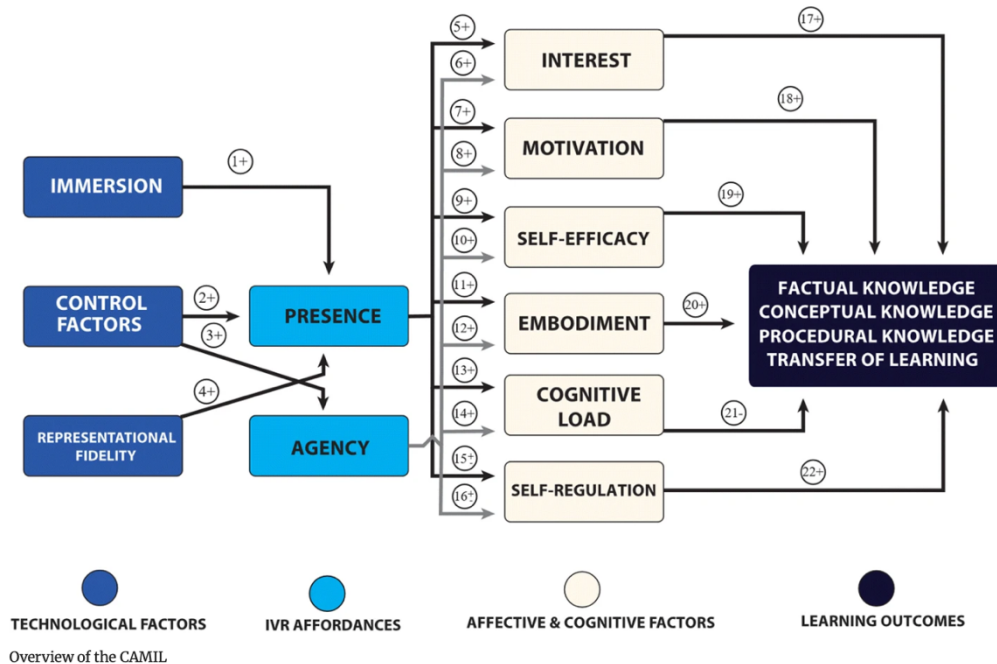 5+
INTEREST
17+
6+
7+
MOTIVATION
18+
8+
1+
IMMERSION
9+
SELF-EFFICACY
19+
10+
CONTROL
FACTORS
2+
3+
PRESENCE
11+
EMBODIMENT
20+
12+
FACTUAL KNOWLEDGE
CONCEPTUAL KNOWLEDGE
PROCEDURAL KNOWLEDGE
TRANSFER OF LEARNING
4+
13+
COGNITIVE
LOAD
21-
14+
REPRESENTATIONAL
FIDELITY
AGENCY
15±
SELF-REGULATION
22+
16±
TECHNOLOGICAL FACTORS
IVR AFFORDANCES
AFFECTIVE & COGNITIVE FACTORS
LEARNING OUTCOMES
Overview of the CAMIL